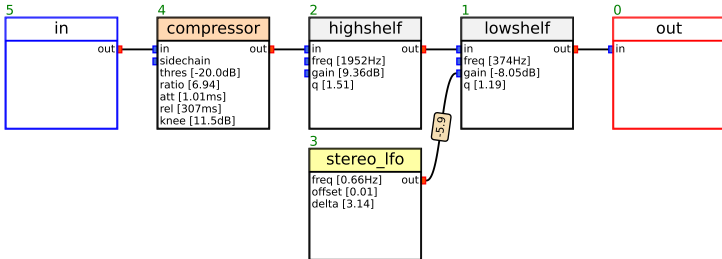 5
in
out
4
compressor
in out
sidechain
thres [-20.0dB]
ratio [6.94]
att [1.01ms]
rel [307ms]
knee [11.5dB]
2
highshelf
in out
freq [1952Hz]
gain [9.36dB]
q [1.51]
1
lowshelf
in out
freq [374Hz]
gain [-8.05dB]
q [1.19]
0
out
in
-5.9
3
stereo_lfo
freq [0.66Hz] out
offset [0.01]
delta [3.14]